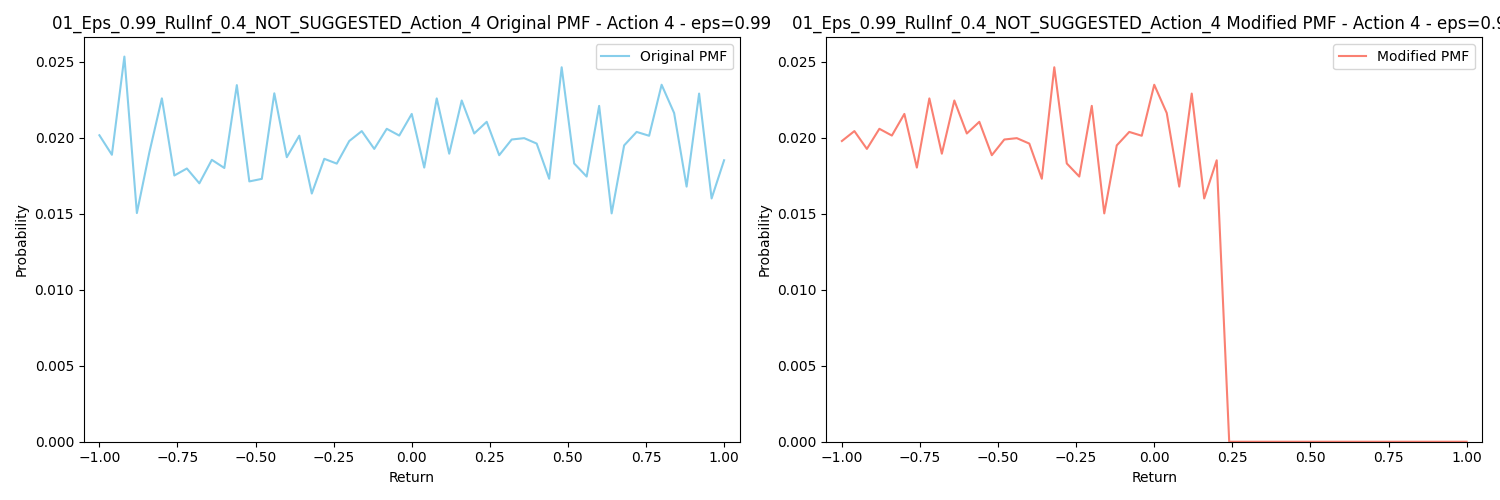 01_Eps_0.99_RulInf_0.4_NOT_SUGGESTED_Action_4 Original PMF - Action 4 - eps=0.99
Original PMF
0.025
0.020
0.015
0.010
0.005
0.000
Probability
−1.00 −0.75 −0.50 −0.25 0.00 0.25 0.50 0.75 1.00
Return
01_Eps_0.99_RulInf_0.4_NOT_SUGGESTED_Action_4 Modified PMF - Action 4 - eps=0.9
Modified PMF
0.025
0.020
0.015
0.010
0.005
0.000
Probability
−1.00 −0.75 −0.50 −0.25 0.00 0.25 0.50 0.75 1.00
Return